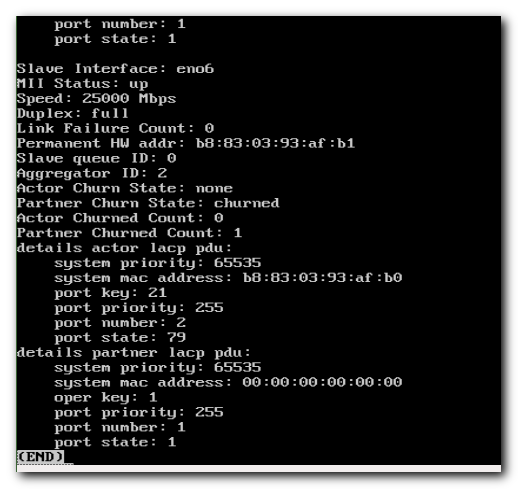 port number: 1
port state: 1
Slave Interface: eno6
MII Status: up
Speed: 25000 Mbps
Duplex: full
Link Failure Count: 0
Permanent HW addr: b8:83:03:93:af:b1
Slave queue ID: 0
Aggregator ID: 2
Actor Churn State: none
Partner Churn State: churned
Actor Churned Count: 0
Partner Churned Count: 1
details actor lacp pdu:
system priority: 65535
system mac address: b8:83:03:93:af:b0
port key: 21
port priority: 255
port number: 2
port state: 79
details partner lacp pdu:
system priority: 65535
system mac address: 00:00:00:00:00:00
oper key: 1
port priority: 255
port number: 1
port state: 1
(END)